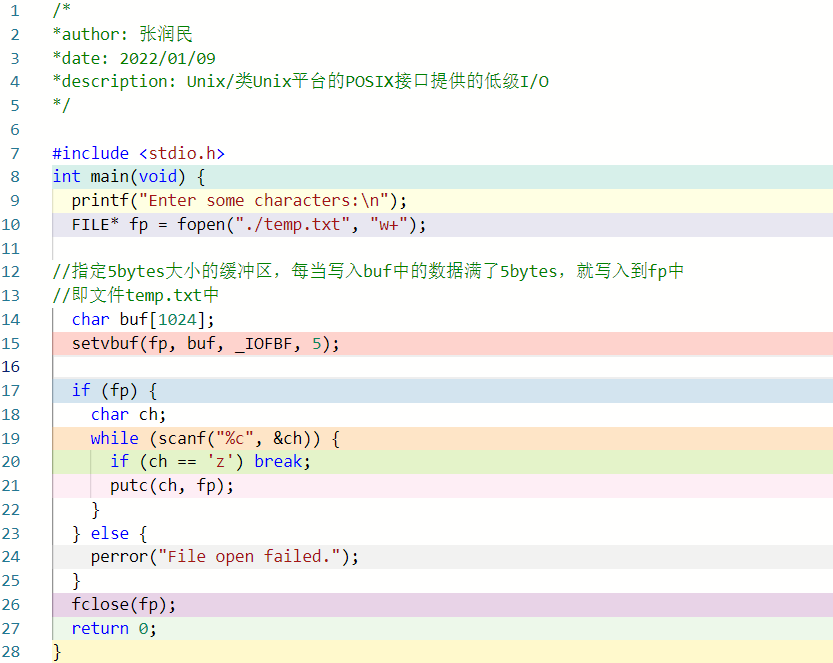 1 /*
2 *author: 张润民
3 *date: 2022/01/09
4 *description: Unix/类Unix平台的POSIX接口提供的低级I/O
5 */
6
7 #include <stdio.h>
8 int main(void) {
9 printf("Enter some characters:\n");
10 FILE* fp = fopen("./temp.txt", "w+");
11
12 //指定5bytes大小的缓冲区，每当写入buf中的数据满了5bytes，就写入到fp中
13 //即文件temp.txt中
14 char buf[1024];
15 setvbuf(fp, buf, _IOFBF, 5);
16
17 if (fp) {
18 char ch;
19 while (scanf("%c", &ch)) {
20 if (ch == 'z') break;
21 putc(ch, fp);
22 }
23 } else {
24 perror("File open failed.");
25 }
26 fclose(fp);
27 return 0;
28 }